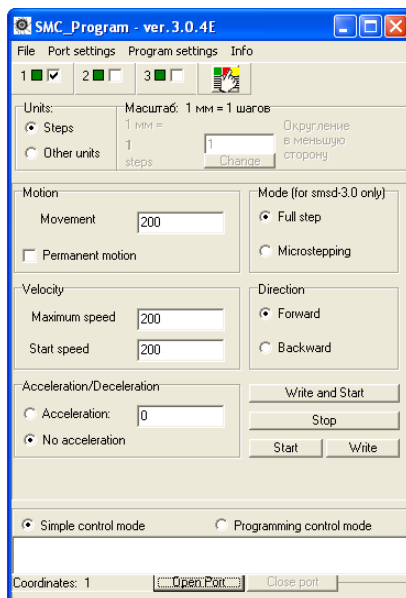 SMC_Program - ver.3.0.4E
File Port settings Program settings Info
1 2 3
Units: Масштаб: 1 мм = 1 шагов
Steps
Other units
1 мм =
1
steps
1
Change
Округление
в меньшую
сторону
Motion
Movement 200
Permanent motion
Mode (for smsd-3.0 only)
Full step
Microstepping
Velocity
Maximum speed 200
Start speed 200
Direction
Forward
Backward
Acceleration/Deceleration
Acceleration: 0
No acceleration
Write and Start
Stop
Start Write
Simple control mode Programming control mode
Coordinates: 1 Open Port Close port